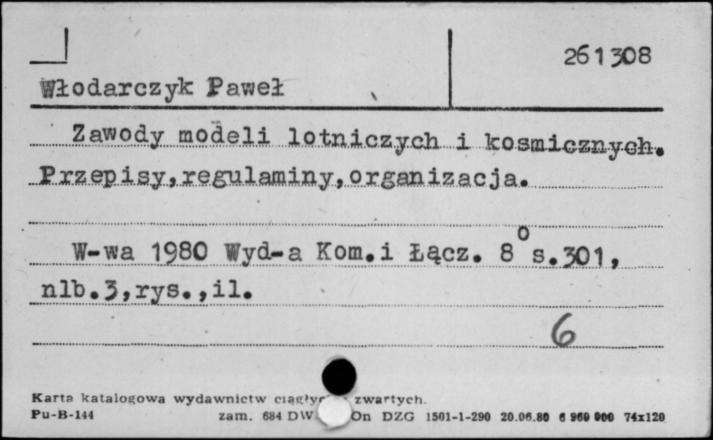 261308
Włodarczyk Paweł
Zawody modeli lotniczych i kosmicznych.
Przepisy,regulaminy,organizacja.
W-wa 1980 Wyd-a Kom.i Łącz. 8° s.301,
nlb.3,rys.,il.
6
Karta katalogowa wydawnictw zwartych.
Pu-B-144 zam. 684 DW On DZG 1501-1-290 20.06.80 6 960 000 74x120